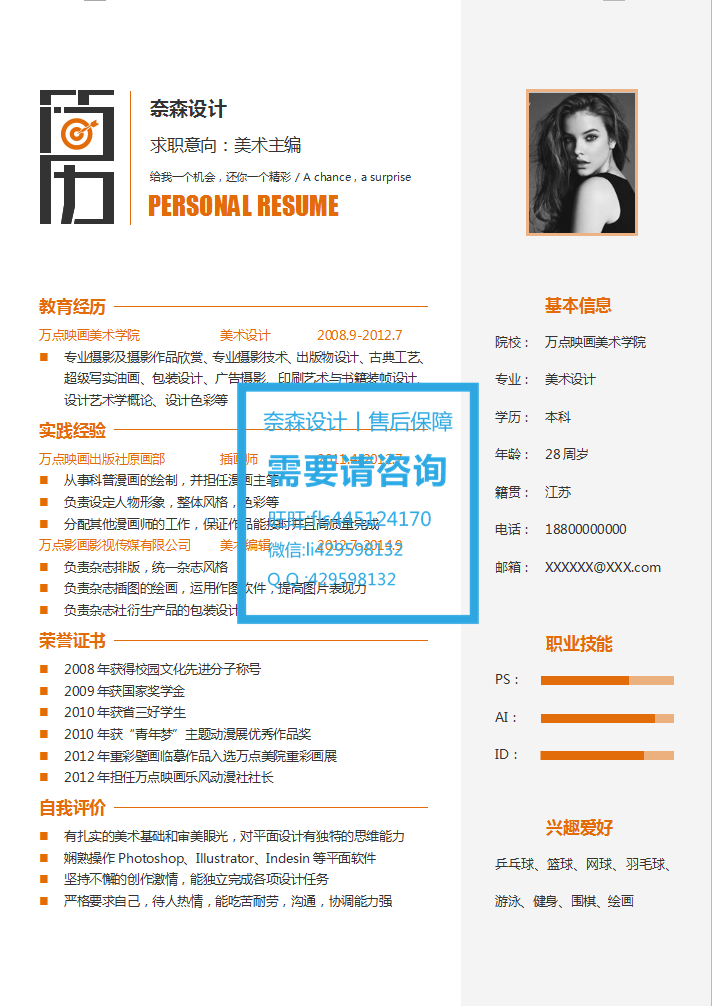 简历
奈森设计
求职意向：美术主编
给我一个机会，还你一个精彩 / A chance , a surprise
PERSONAL RESUME
教育经历
万点映画美术学院 美术设计 2008.9-2012.7
专业摄影及摄影作品欣赏、专业摄影技术、出版物设计、古典工艺、
超级写实油画、包装设计、广告摄影、印刷艺术与书籍装帧设计、
设计艺术学概论、设计色彩等
实践经验
万点映画出版社原画部 插画师 2011.4-2012.7
从事科普漫画的绘制，并担任漫画主笔
负责设定人物形象，整体风格，色彩等
分配其他漫画师的工作，保证作品能按时并且高质量完成
万点影画影视传媒有限公司 美术编辑 2012.7-2014.9
负责杂志排版，统一杂志风格
负责杂志插图的绘画，运用作图软件，提高图片表现力
负责杂志社衍生产品的包装设计
荣誉证书
2008 年获得校园文化先进分子称号
2009 年获国家奖学金
2010 年获省三好学生
2010 年获“青年梦”主题动漫展优秀作品奖
2012 年重彩壁画临摹作品入选万点美院重彩画展
2012 年担任万点映画乐风动漫社社长
自我评价
有扎实的美术基础和审美眼光，对平面设计有独特的思维能力
娴熟操作 Photoshop、Illustrator、Indesin 等平面软件
坚持不懈的创作激情，能独立完成各项设计任务
严格要求自己，待人热情，能吃苦耐劳，沟通，协调能力强
奈森设计丨售后保障
需要请咨询
旺旺:flc445124170
微信:li429598132
Q Q :429598132
基本信息
院校： 万点映画美术学院
专业： 美术设计
学历： 本科
年龄： 28 周岁
籍贯： 江苏
电话： 18800000000
邮箱： XXXXXX@XXX.com
职业技能
PS：
AI：
ID：
兴趣爱好
乒乓球、篮球、网球、羽毛球、
游泳、健身、围棋、绘画